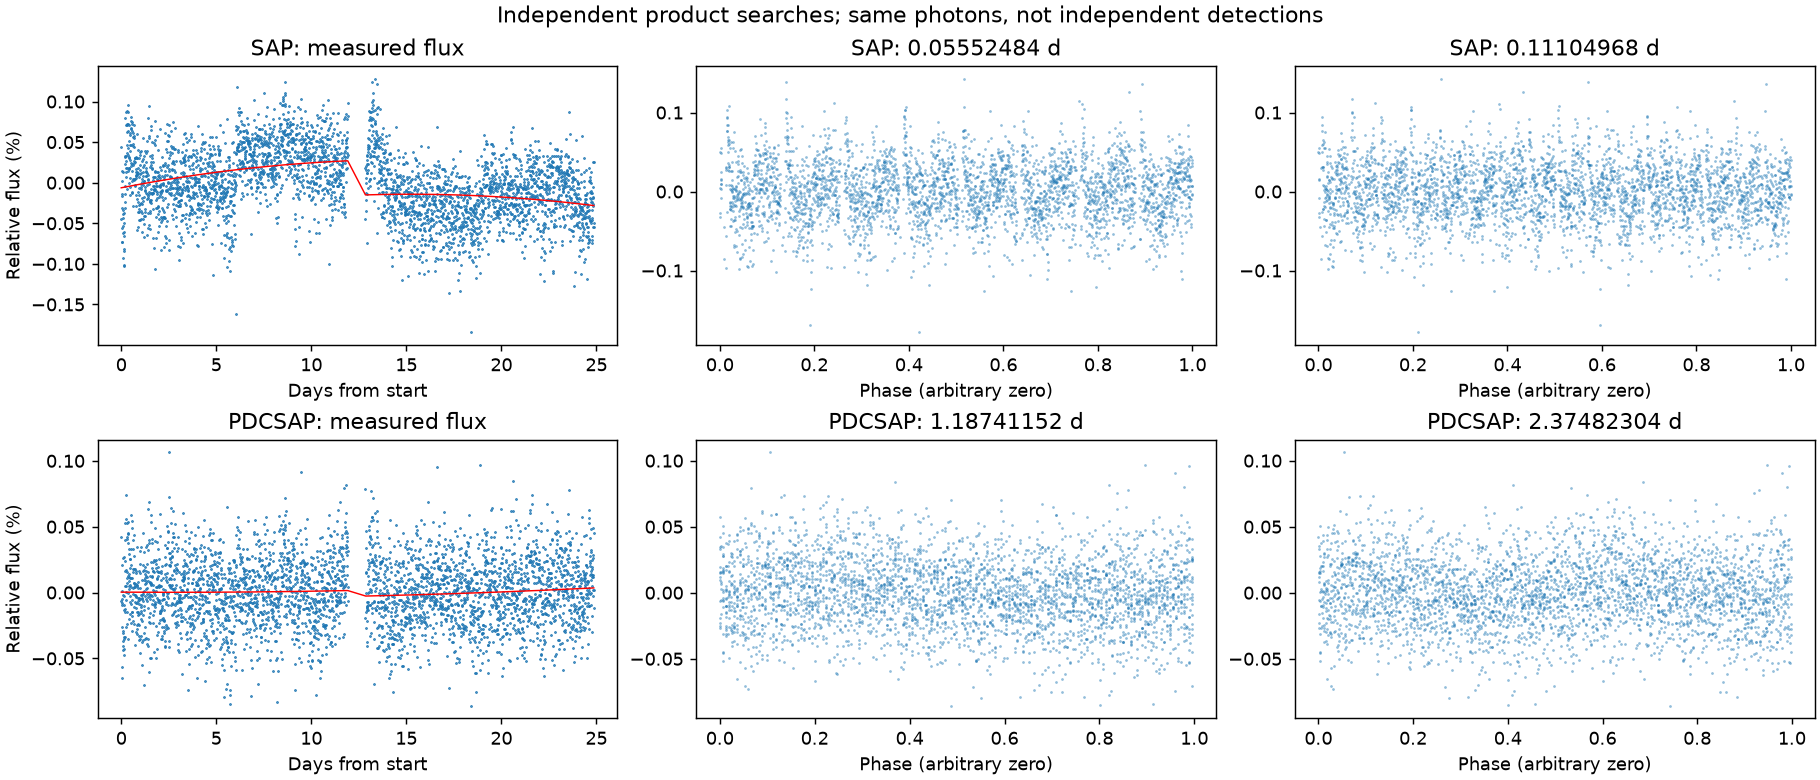 Independent product searches; same photons, not independent detections
SAP: measured flux
SAP: 0.05552484 d
SAP: 0.11104968 d
Relative flux (%)
0.10
0.05
0.00
−0.05
−0.10
−0.15
0.1
0.0
−0.1
0.1
0.0
−0.1
0 5 10 15 20 25
0.0 0.2 0.4 0.6 0.8 1.0
0.0 0.2 0.4 0.6 0.8 1.0
Days from start
Phase (arbitrary zero)
Phase (arbitrary zero)
PDCSAP: measured flux
PDCSAP: 1.18741152 d
PDCSAP: 2.37482304 d
Relative flux (%)
0.10
0.05
0.00
−0.05
0.10
0.05
0.00
−0.05
0.10
0.05
0.00
−0.05
0 5 10 15 20 25
0.0 0.2 0.4 0.6 0.8 1.0
0.0 0.2 0.4 0.6 0.8 1.0
Days from start
Phase (arbitrary zero)
Phase (arbitrary zero)